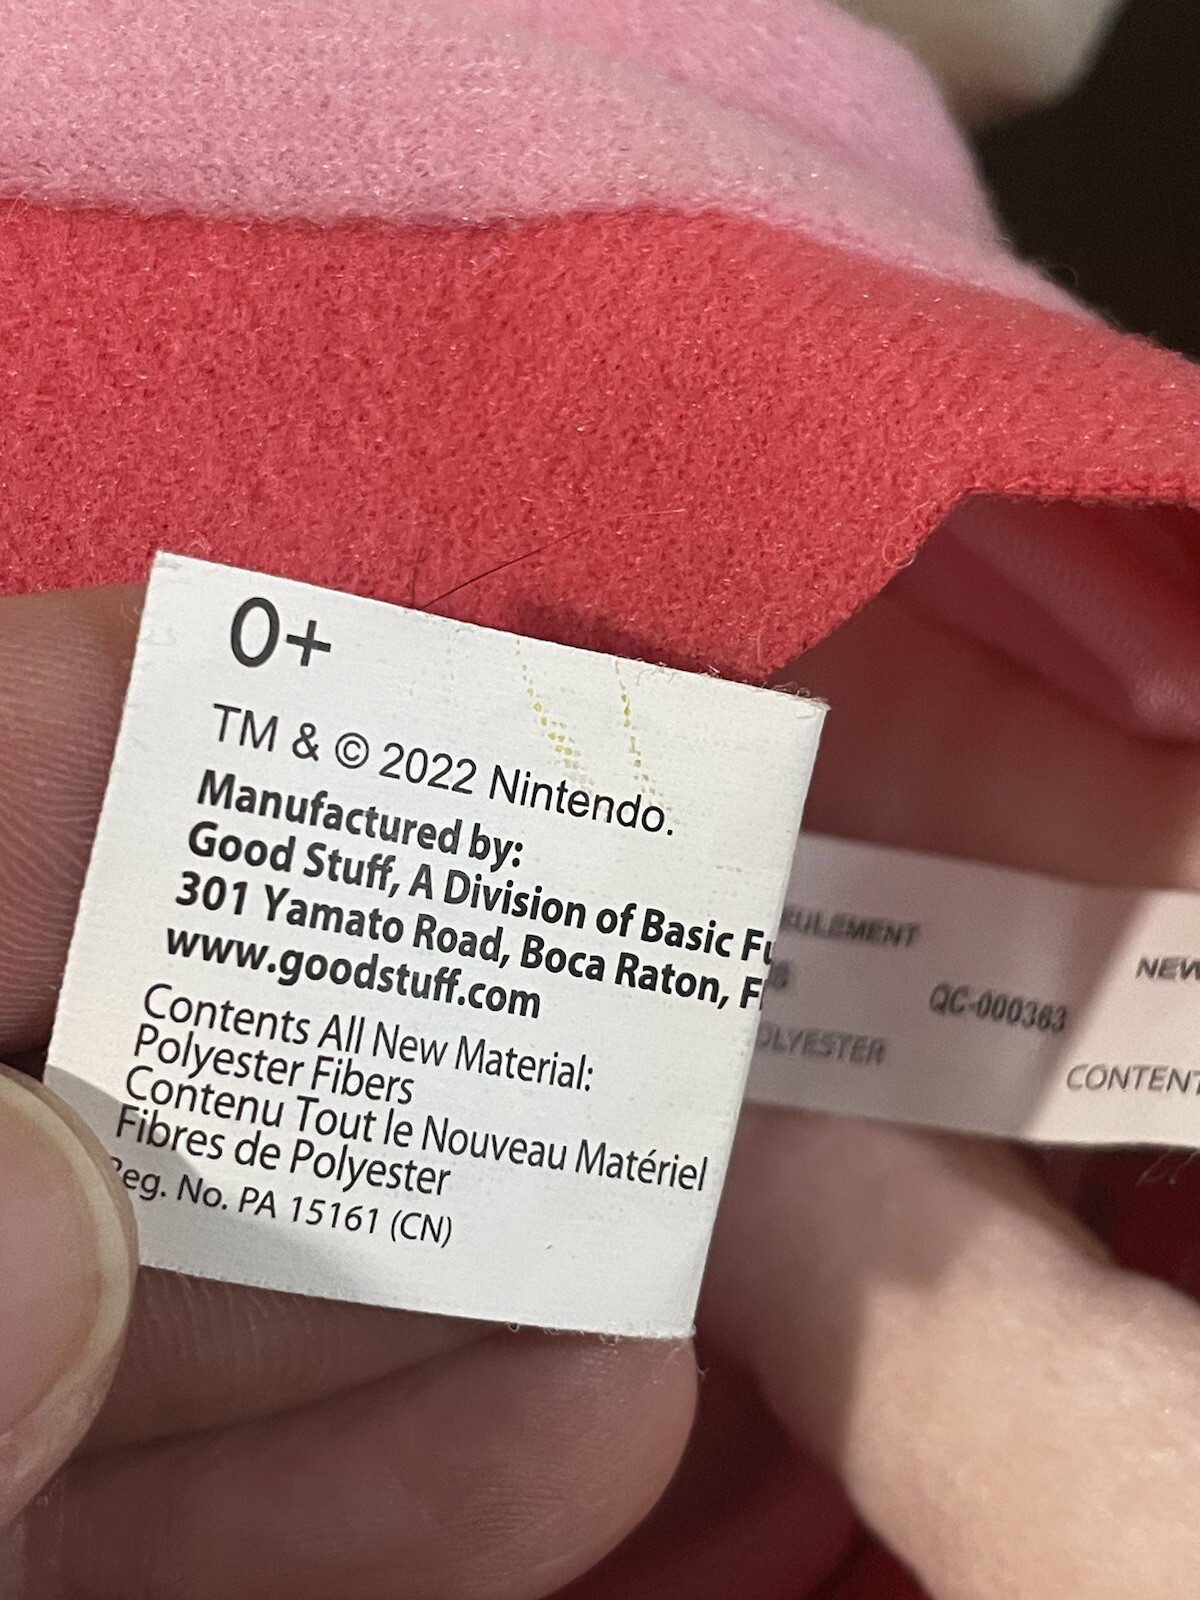 0+
TM & © 2022 Nintendo.
Manufactured by:
Good Stuff, A Division of Basic
301 Yamato Road, Boca Raton,
www.goodstuff.com
Contents All New Material:
Polyester Fibers
Contenu Tout le Nouveau Matériel
Fibres de Polyester
Reg. No. PA 15161 (CN)
NEW
QC-000363
CONTENT